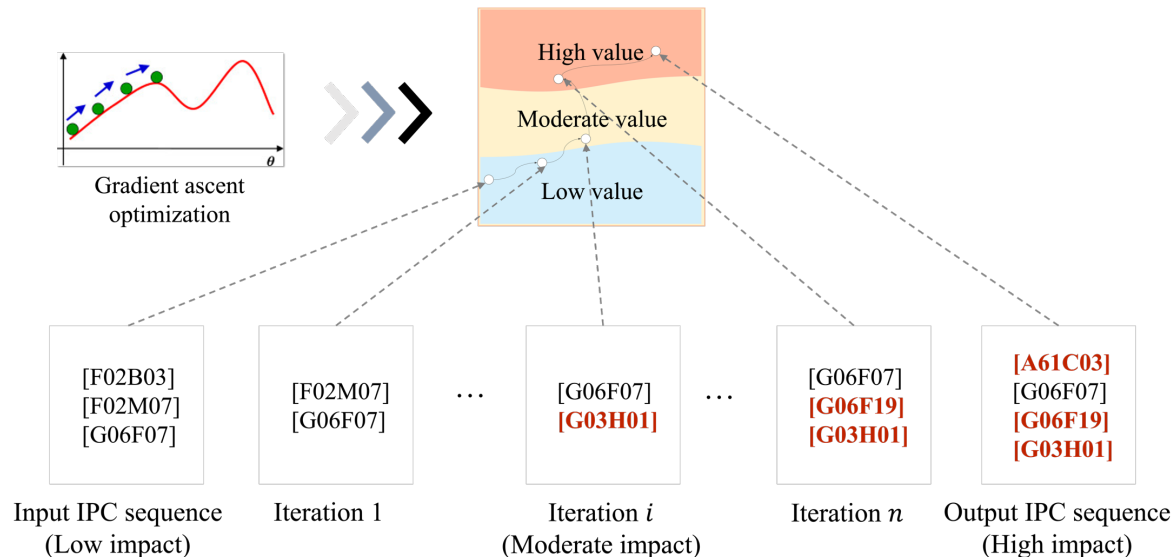 θ
Gradient ascent
optimization
High value
Moderate value
Low value
[F02B03]
[F02M07]
[G06F07]
Input IPC sequence
(Low impact)
[F02M07]
[G06F07]
Iteration 1
...
[G06F07]
[G03H01]
Iteration i
(Moderate impact)
...
[G06F07]
[G06F19]
[G03H01]
Iteration n
[A61C03]
[G06F07]
[G06F19]
[G03H01]
Output IPC sequence
(High impact)